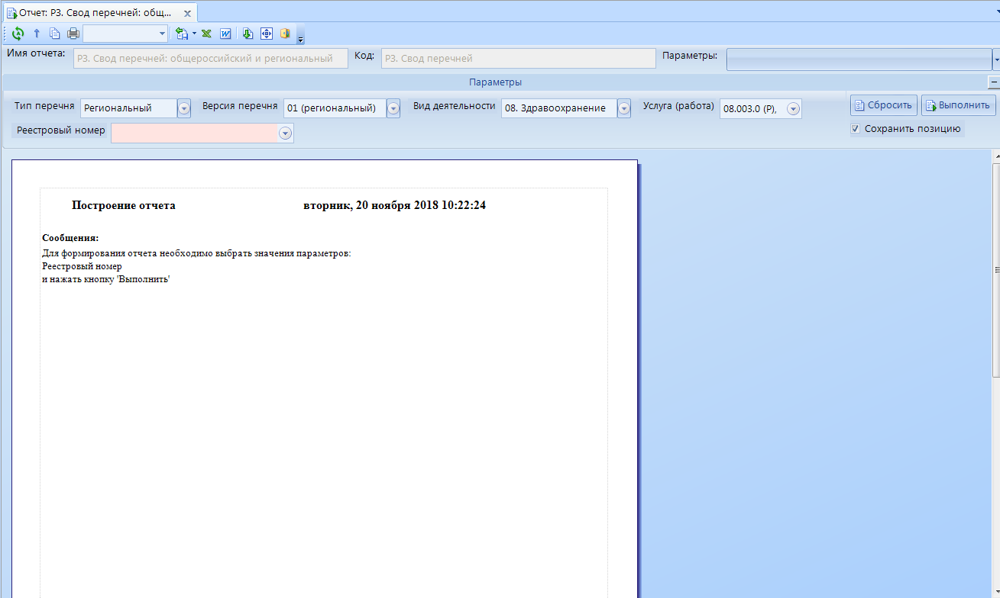 Отчет: РЗ. Свод перечней: общ...
Имя отчета: РЗ. Свод перечней: общероссийский и региональный Код: РЗ. Свод перечней Параметры:
Параметры
Тип перечня Региональный Версия перечня 01 (региональный) Вид деятельности 08. Здравоохранение Услуга (работа) 08.003.0 (Р), Сбросить Выполнить
Реестровый номер Сохранить позицию
Построение отчета вторник, 20 ноября 2018 10:22:24
Сообщения:
Для формирования отчета необходимо выбрать значения параметров:
Реестровый номер
и нажать кнопку 'Выполнить'